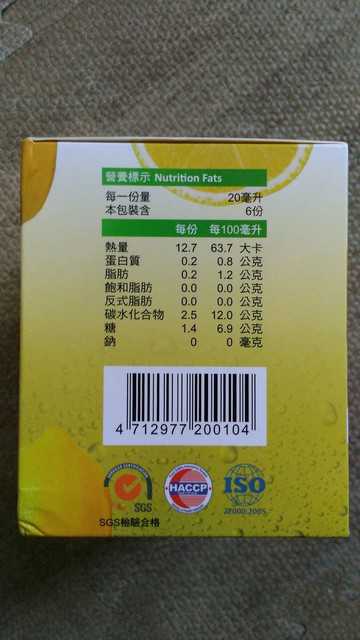 營養標示 Nutrition Fats
每一份量 20毫升
本包裝含 6份
每份 每100毫升
熱量 12.7 63.7 大卡
蛋白質 0.2 0.8 公克
脂肪 0.2 1.2 公克
飽和脂肪 0.0 0.0 公克
反式脂肪 0.0 0.0 公克
碳水化合物 2.5 12.0 公克
糖 1.4 6.9 公克
鈉 0 0 毫克
4 712977 200104
SGS
HACCP
ISO
22000:2005
SGS檢驗合格